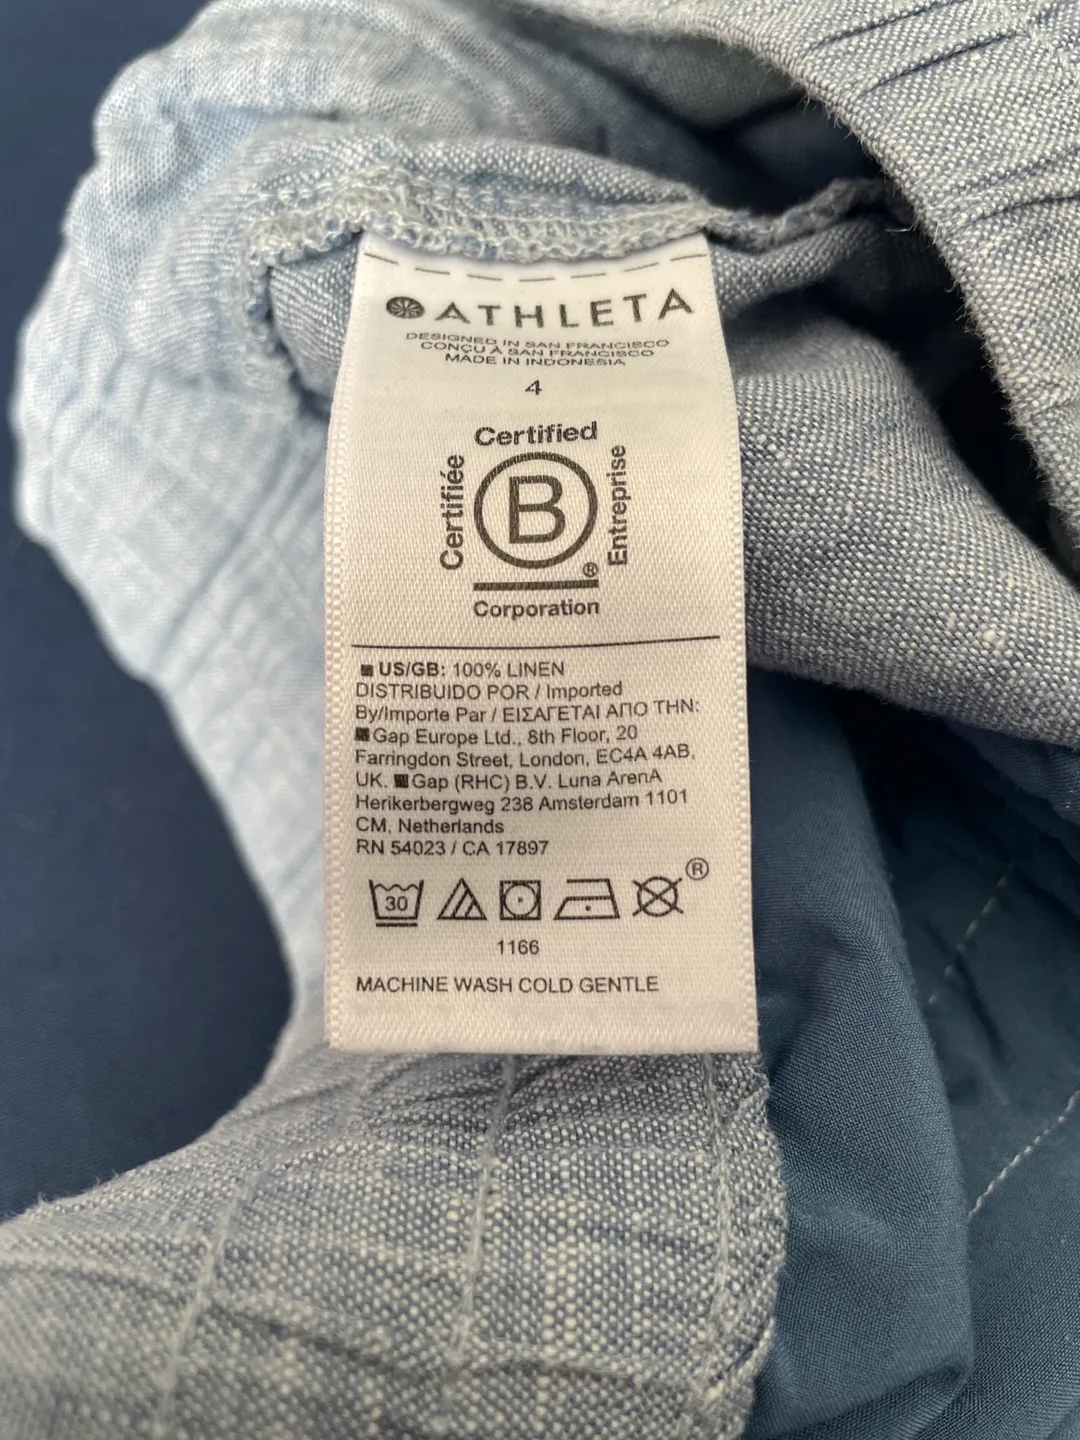 ATHLETA
DESIGNED IN SAN FRANCISCO
CONÇU À SAN FRANCISCO
MADE IN INDONESIA
4
Certified
Certifiée
B
Entreprise
®
Corporation
US/GB: 100% LINEN
DISTRIBUIDO POR / Imported
By/Importe Par / ΕΙΣΑΓΕΤΑΙ ΑΠΟ ΤΗΝ:
Gap Europe Ltd., 8th Floor, 20
Farringdon Street, London, EC4A 4AB,
UK. Gap (RHC) B.V. Luna ArenA
Herikerbergweg 238 Amsterdam 1101
CM, Netherlands
RN 54023 / CA 17897
30 ®
1166
MACHINE WASH COLD GENTLE